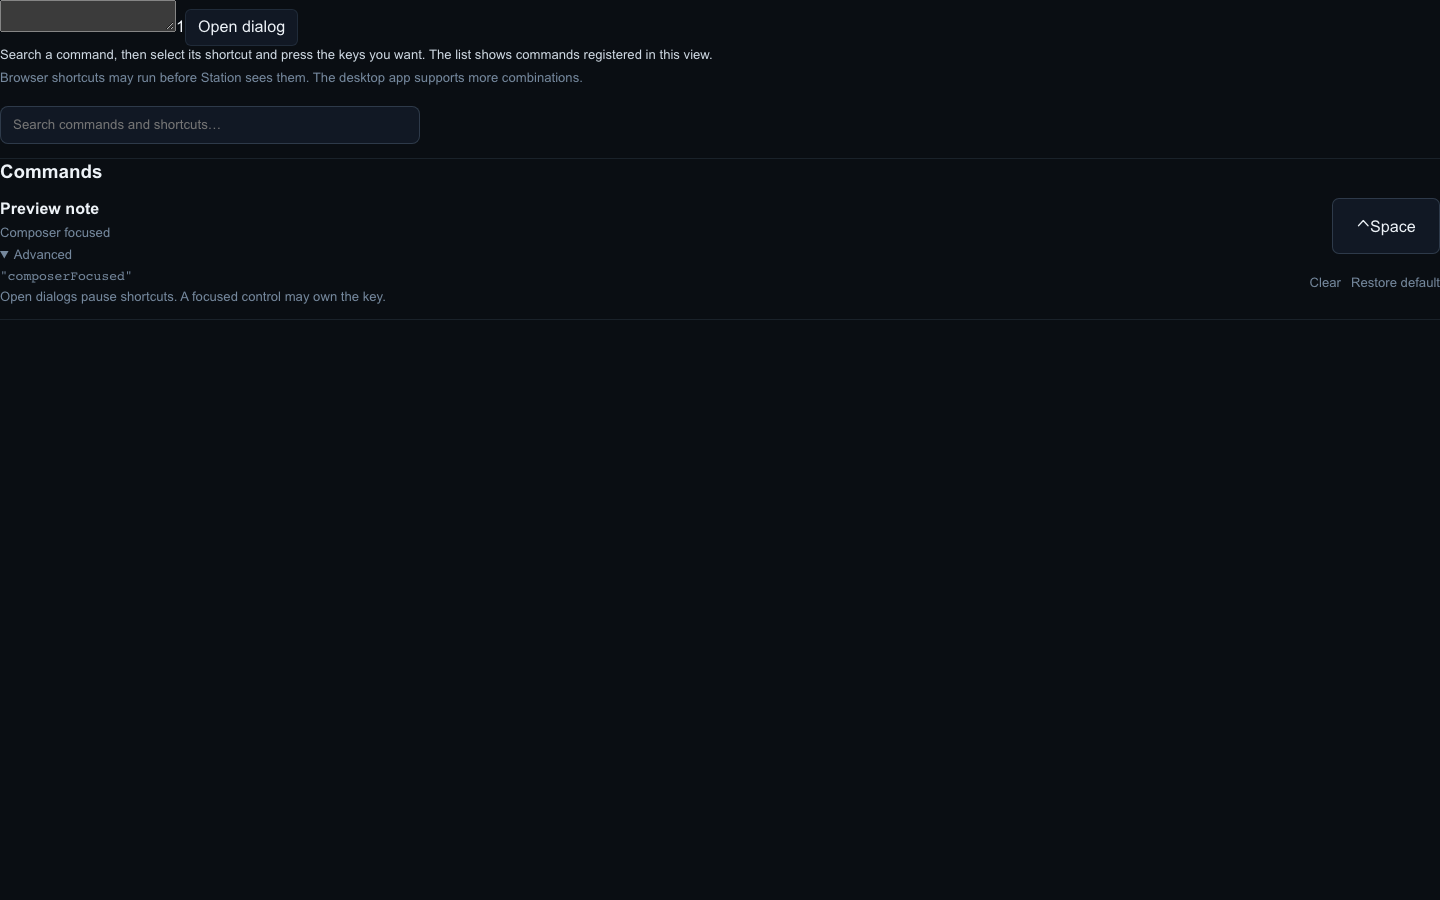 1 Open dialog
Search a command, then select its shortcut and press the keys you want. The list shows commands registered in this view.
Browser shortcuts may run before Station sees them. The desktop app supports more combinations.
Search commands and shortcuts…
Commands
Preview note
^Space
Composer focused
▼ Advanced
"composerFocused"
Clear Restore default
Open dialogs pause shortcuts. A focused control may own the key.